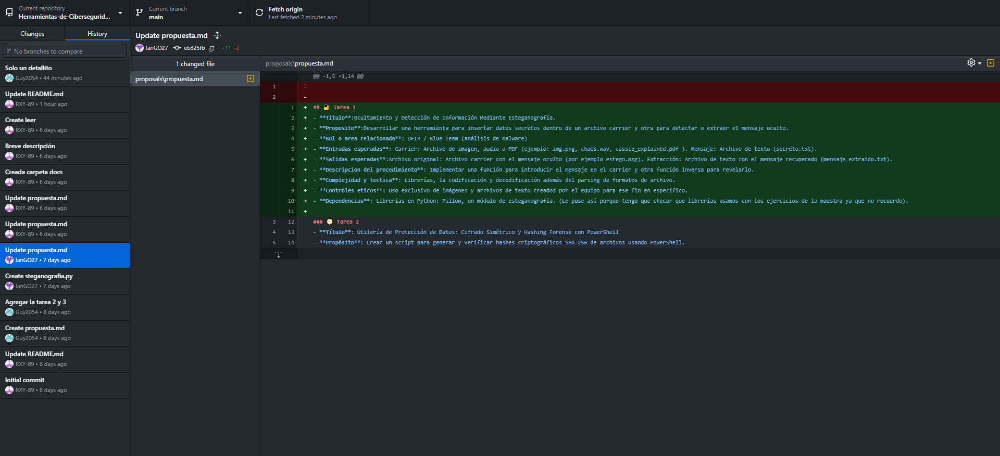 Current repository
Herramientas-de-Cibersegurid...
Current branch
main
Fetch origin
Last fetched 2 minutes ago
Changes
History
No branches to compare
Solo un detallito
Guy2054 • 44 minutes ago
Update README.md
RXY-89 • 1 hour ago
Create leer
RXY-89 • 6 days ago
Breve descripción
RXY-89 • 6 days ago
Creada carpeta docs
RXY-89 • 6 days ago
Update propuesta.md
RXY-89 • 6 days ago
Update propuesta.md
RXY-89 • 6 days ago
Update propuesta.md
IanGO27 • 7 days ago
Create steganografia.py
IanGO27 • 7 days ago
Agregar la tarea 2 y 3
Guy2054 • 8 days ago
Create propuesta.md
Guy2054 • 8 days ago
Update README.md
RXY-89 • 8 days ago
Initial commit
RXY-89 • 8 days ago
Update propuesta.md
IanGO27 eb325fb +11 -2
1 changed file
proposals\propuesta.md
proposals\propuesta.md
@@ -1,5 +1,14 @@
1 -
2 -
1 + ## 🔐 Tarea 1
2 + - **Titulo**:Ocultamiento y Detección de Información Mediante Esteganografía.
3 + - **Proposito**:Desarrollar una herramienta para insertar datos secretos dentro de un archivo carrier y otra para detectar o extraer el mensaje oculto.
4 + - **Rol o area relacionada**: DFIR / Blue Team (análisis de malware)
5 + - **Entradas esperadas**: Carrier: Archivo de imagen, audio o PDF (ejemplo: img.png, chaos.wav, cassie_explained.pdf ). Mensaje: Archivo de texto (secreto.txt).
6 + - **Salidas esperadas**:Archivo original: Archivo carrier con el mensaje oculto (por ejemplo estego.png). Extracción: Archivo de texto con el mensaje recuperado (mensaje_extraido.txt).
7 + - **Descripcion del procedimiento**: Implementar una función para introducir el mensaje en el carrier y otra función inversa para revelarlo.
8 + - **Complejidad y tectica**: Librerías, la codificación y decodificación además del parsing de formatos de archivo.
9 + - **Controles eticos**: Uso exclusivo de imágenes y archivos de texto creados por el equipo para ese fin en específico.
10 + - **Dependencias**: Librerías en Python: Pillow, un módulo de esteganografía. (Le puse así porque tengo que checar que librerías usamos con los ejercicios de la maestra ya que no recuerdo).
11 +
3 12 ### 🧭 Tarea 2
4 13 - **Título**: Utilería de Protección de Datos: Cifrado Simétrico y Hashing Forense con PowerShell
5 14 - **Propósito**: Crear un script para generar y verificar hashes criptográficos SHA-256 de archivos usando PowerShell.